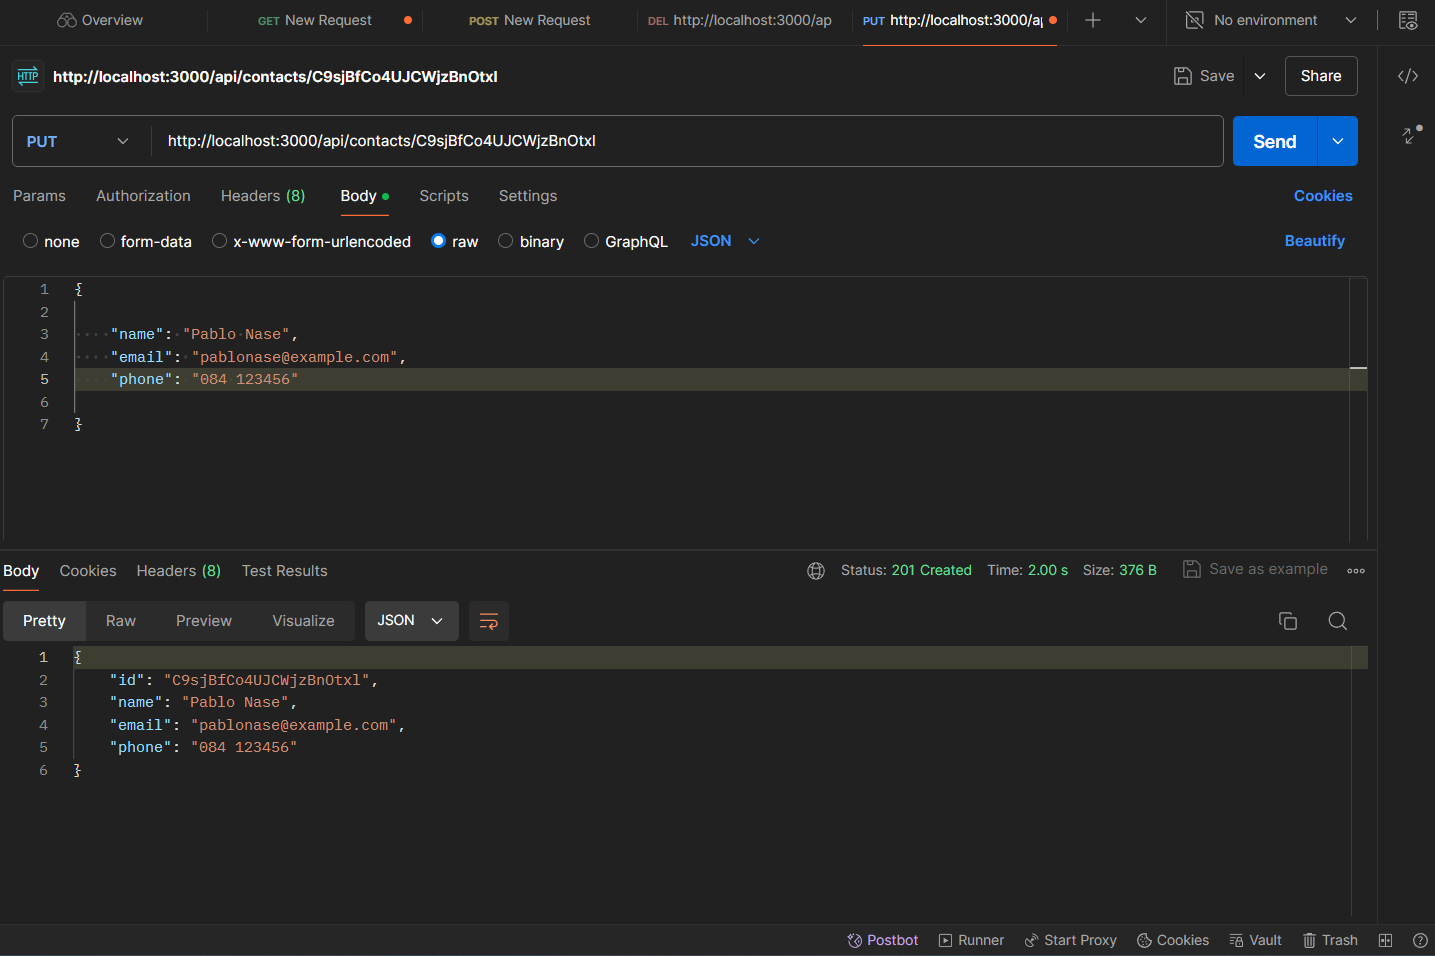 Overview
GET New Request
POST New Request
DEL http://localhost:3000/ap
PUT http://localhost:3000/a
No environment
HTTP http://localhost:3000/api/contacts/C9sjBfCo4UJCWjzBnOtxl
Save
Share
PUT
http://localhost:3000/api/contacts/C9sjBfCo4UJCWjzBnOtxl
Send
Params Authorization Headers (8) Body Scripts Settings Cookies
none form-data x-www-form-urlencoded raw binary GraphQL JSON Beautify
1 {
2
3 "name": "Pablo Nase",
4 "email": "pablonase@example.com",
5 "phone": "084 123456"
6
7 }
Body Cookies Headers (8) Test Results
Status: 201 Created Time: 2.00 s Size: 376 B Save as example
Pretty Raw Preview Visualize JSON
1 {
2 "id": "C9sjBfCo4UJCWjzBnOtxl",
3 "name": "Pablo Nase",
4 "email": "pablonase@example.com",
5 "phone": "084 123456"
6 }
Postbot Runner Start Proxy Cookies Vault Trash